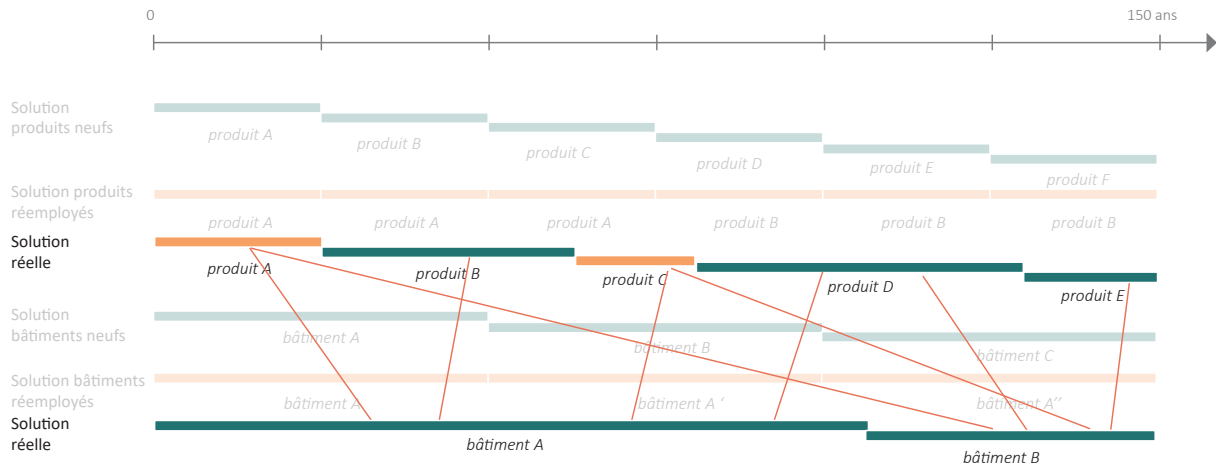 0
150 ans
Solution
produits neufs
produit A
produit B
produit C
produit D
produit E
produit F
Solution produits
réemployés
produit A
produit A
produit A
produit B
produit B
produit B
Solution
réelle
produit A
produit B
produit C
produit D
produit E
Solution
bâtiments neufs
bâtiment A
bâtiment B
bâtiment C
Solution bâtiments
réemployés
bâtiment A
bâtiment A ‘
bâtiment A’’
Solution
réelle
bâtiment A
bâtiment B